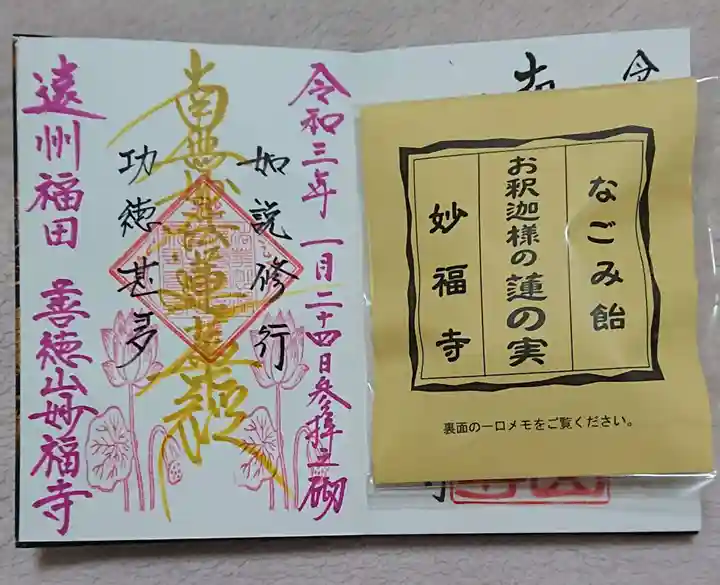 令和三年一月二十四日参拝之砌
如説修行
南無妙法蓮華経
功徳甚多
遠州福田 善徳山妙福寺
なごみ飴
お釈迦様の蓮の実
妙福寺
裏面の一口メモをご覧ください。
令